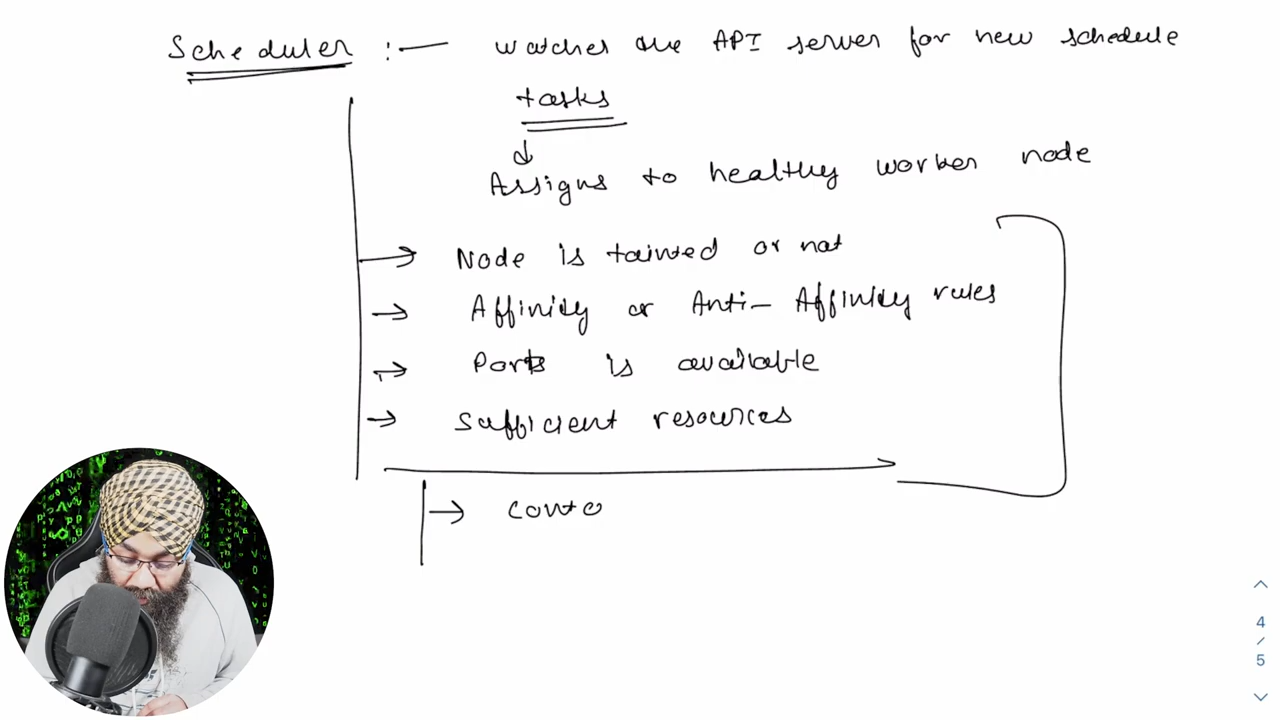 Scheduler :— watches the API server for new schedule
tasks
Assigns to healthy worker node
→ Node is tainted or not
→ Affinity or Anti-Affinity rules
→ Ports is available
→ Sufficient resources
→ conto
4
/
5